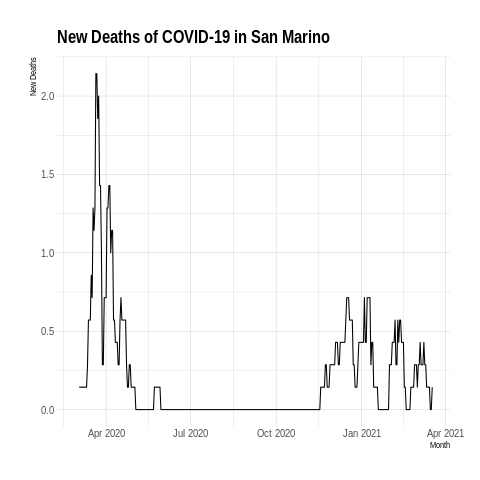 New Deaths of COVID-19 in San Marino
New Deaths
2.0
1.5
1.0
0.5
0.0
Apr 2020 Jul 2020 Oct 2020 Jan 2021 Apr 2021
Month